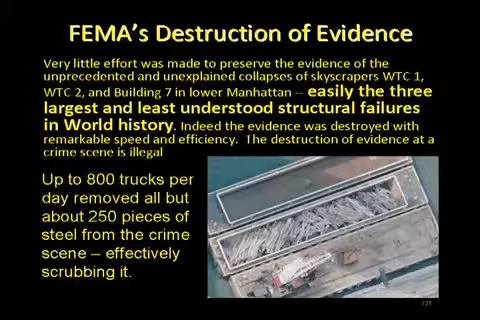 FEMA’s Destruction of Evidence
Very little effort was made to preserve the evidence of the
unprecedented and unexplained collapses of skyscrapers WTC 1,
WTC 2, and Building 7 in lower Manhattan -- easily the three
largest and least understood structural failures
in World history. Indeed the evidence was destroyed with
remarkable speed and efficiency. The destruction of evidence at a
crime scene is illegal
Up to 800 trucks per
day removed all but
about 250 pieces of
steel from the crime
scene – effectively
scrubbing it.